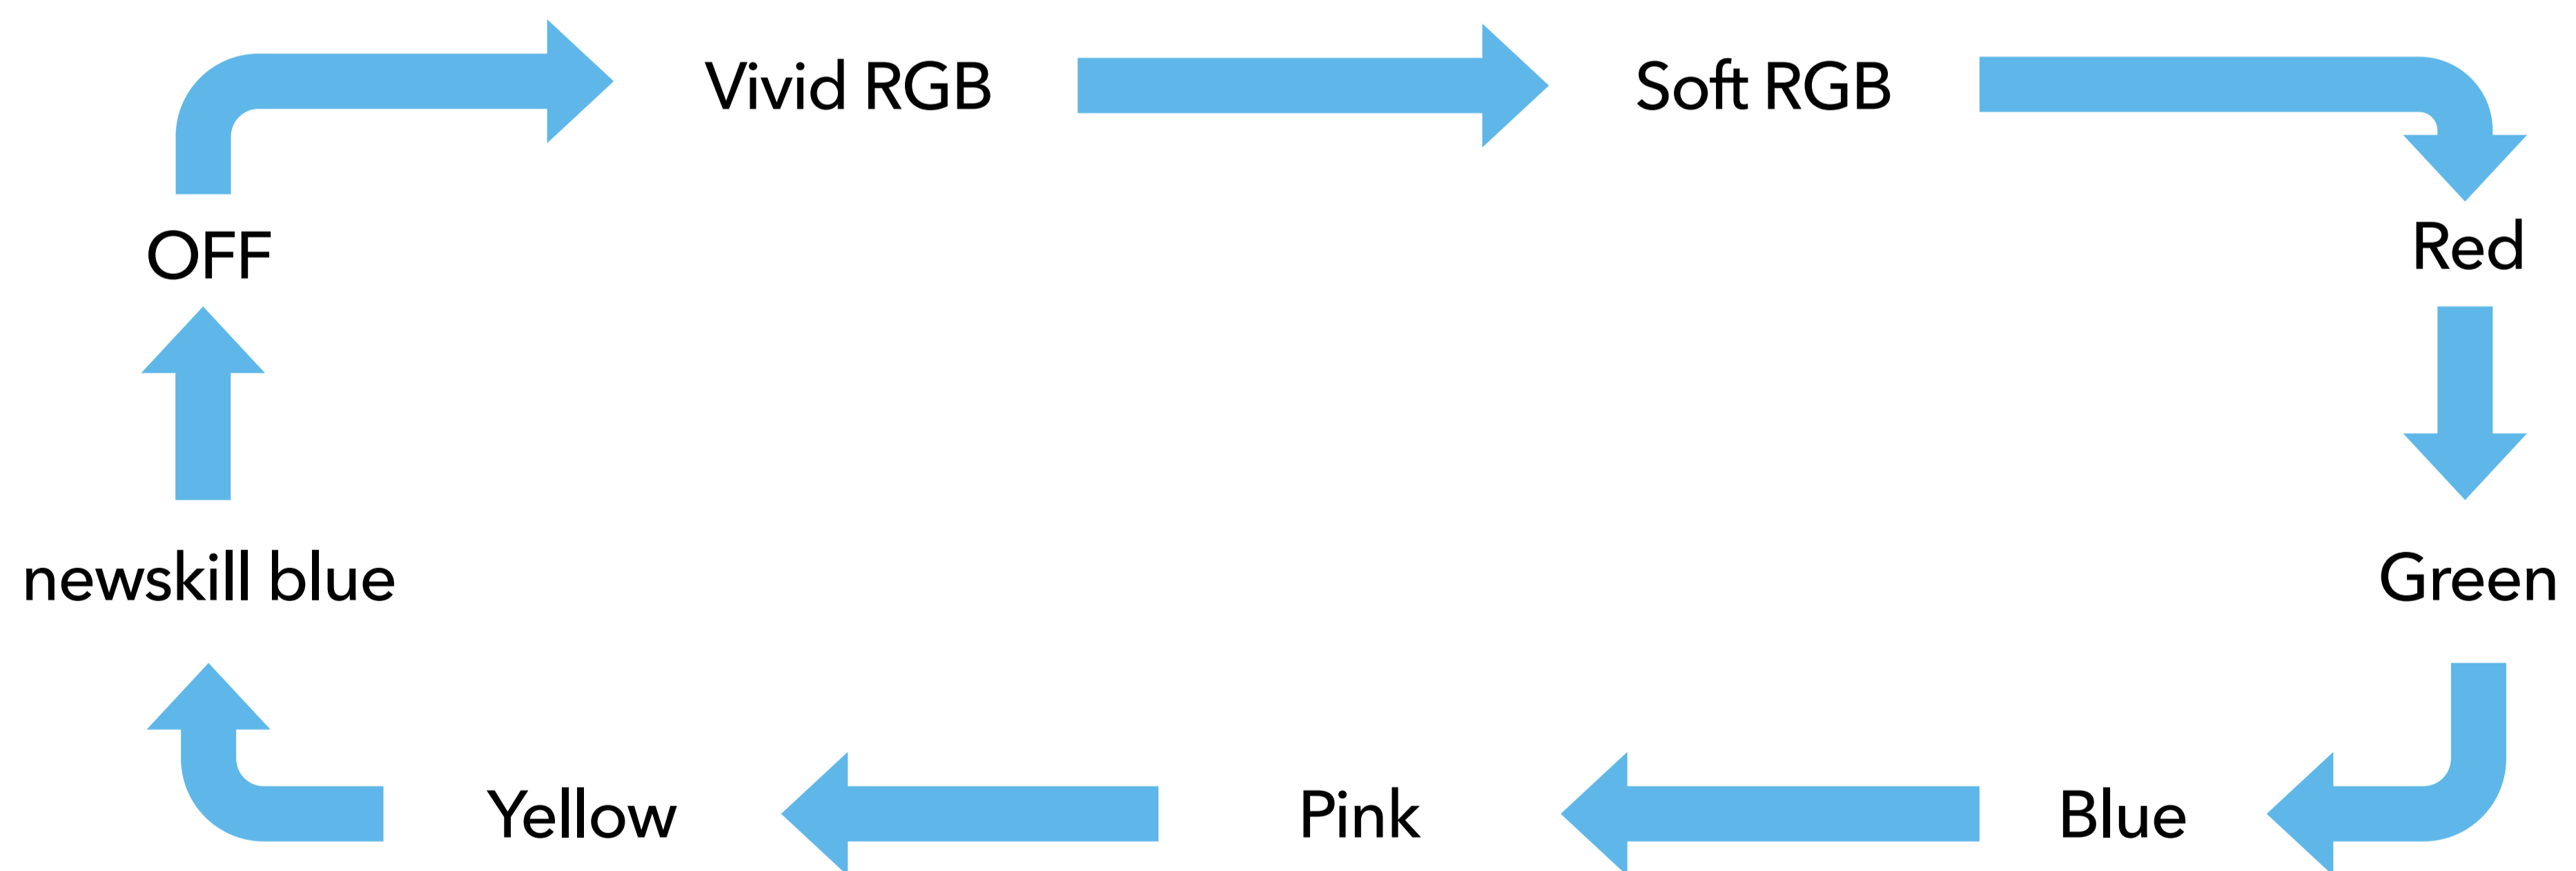 Vivid RGB
Soft RGB
OFF
Red
newskill blue
Green
Yellow
Pink
Blue